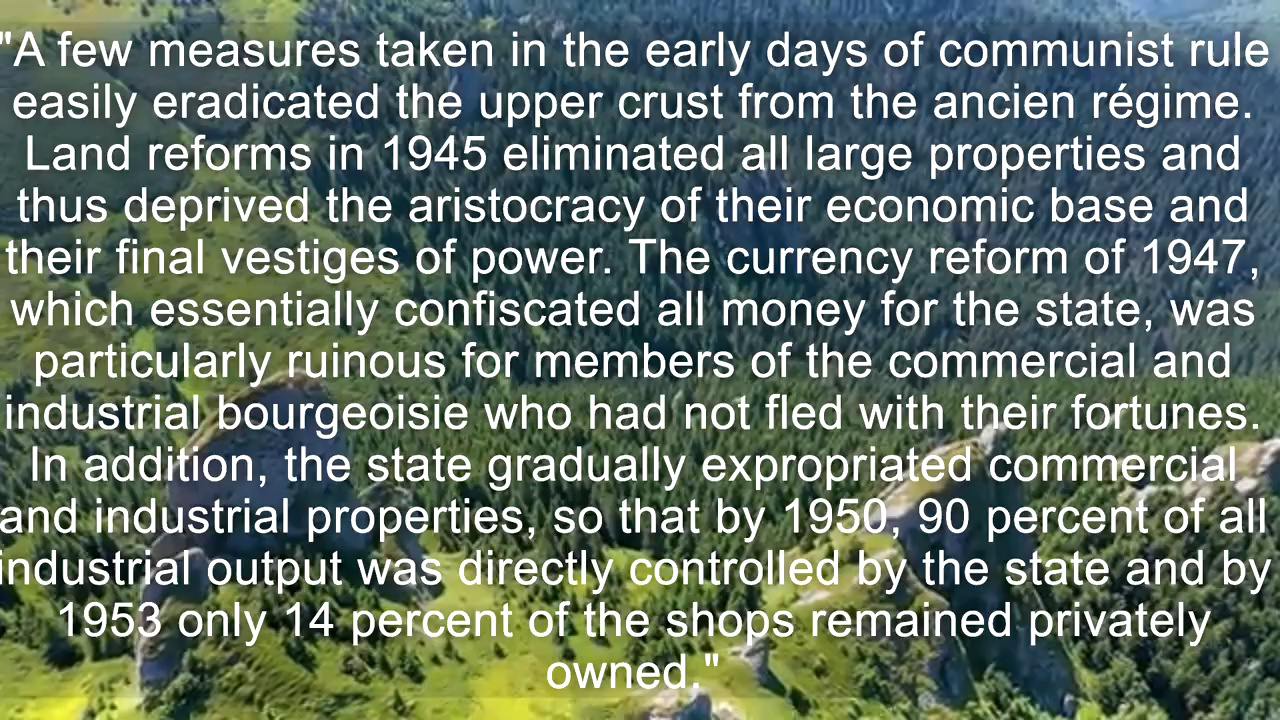 "A few measures taken in the early days of communist rule
easily eradicated the upper crust from the ancien régime.
Land reforms in 1945 eliminated all large properties and
thus deprived the aristocracy of their economic base and
their final vestiges of power. The currency reform of 1947,
which essentially confiscated all money for the state, was
particularly ruinous for members of the commercial and
industrial bourgeoisie who had not fled with their fortunes.
In addition, the state gradually expropriated commercial
and industrial properties, so that by 1950, 90 percent of all
industrial output was directly controlled by the state and by
1953 only 14 percent of the shops remained privately
owned."